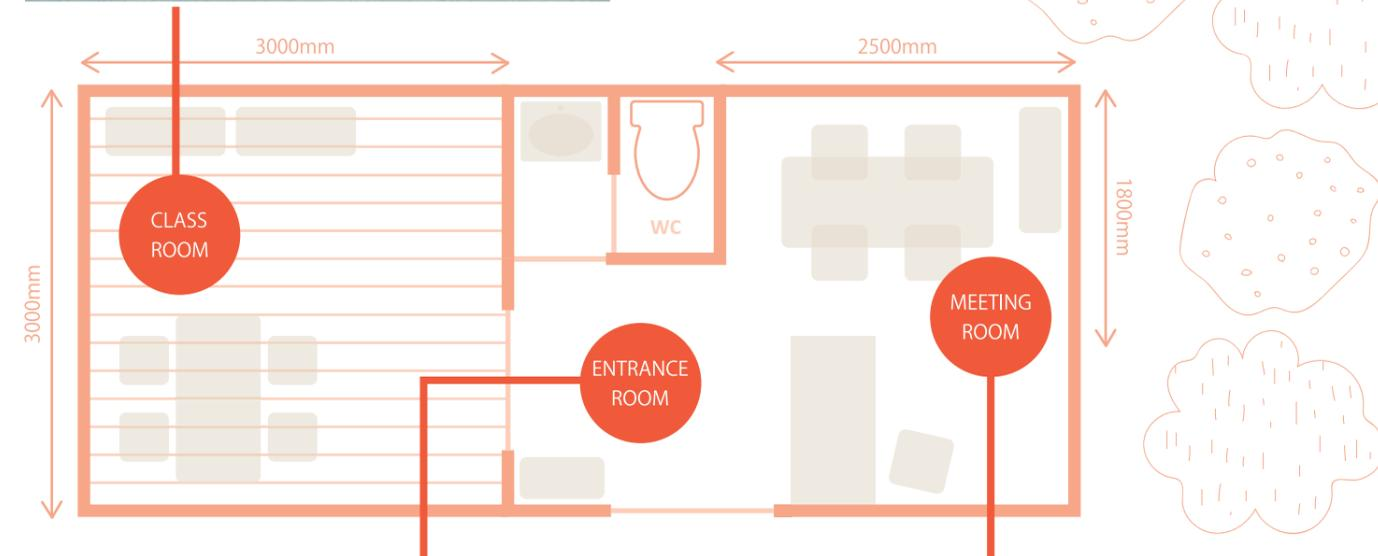 3000mm
2500mm
CLASS
ROOM
WC
1800mm
3000mm
MEETING
ROOM
ENTRANCE
ROOM